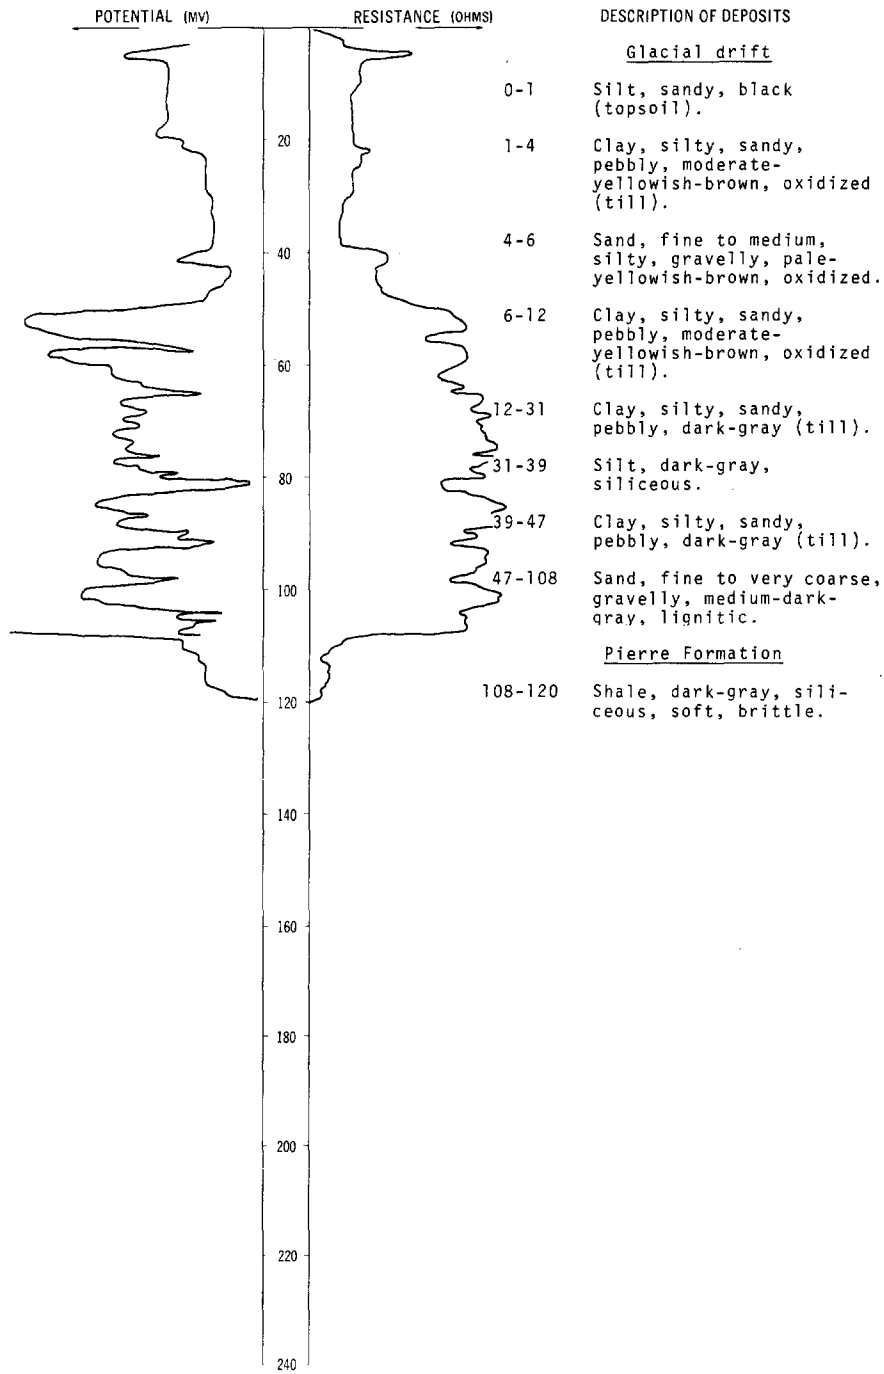 POTENTIAL (MV) RESISTANCE (OHMS) DESCRIPTION OF DEPOSITS
Glacial drift
0-1 Silt, sandy, black
(topsoil).
20
1-4 Clay, silty, sandy,
pebbly, moderate-
yellowish-brown, oxidized
(till).
40
4-6 Sand, fine to medium,
silty, gravelly, pale-
yellowish-brown, oxidized.
6-12 Clay, silty, sandy,
pebbly, moderate-
yellowish-brown, oxidized
(till).
60
12-31 Clay, silty, sandy,
pebbly, dark-gray (till).
80
31-39 Silt, dark-gray,
siliceous.
39-47 Clay, silty, sandy,
pebbly, dark-gray (till).
100
47-108 Sand, fine to very coarse,
gravelly, medium-dark-
gray, lignitic.
Pierre Formation
120
108-120 Shale, dark-gray, sili-
ceous, soft, brittle.
140
160
180
200
220
240